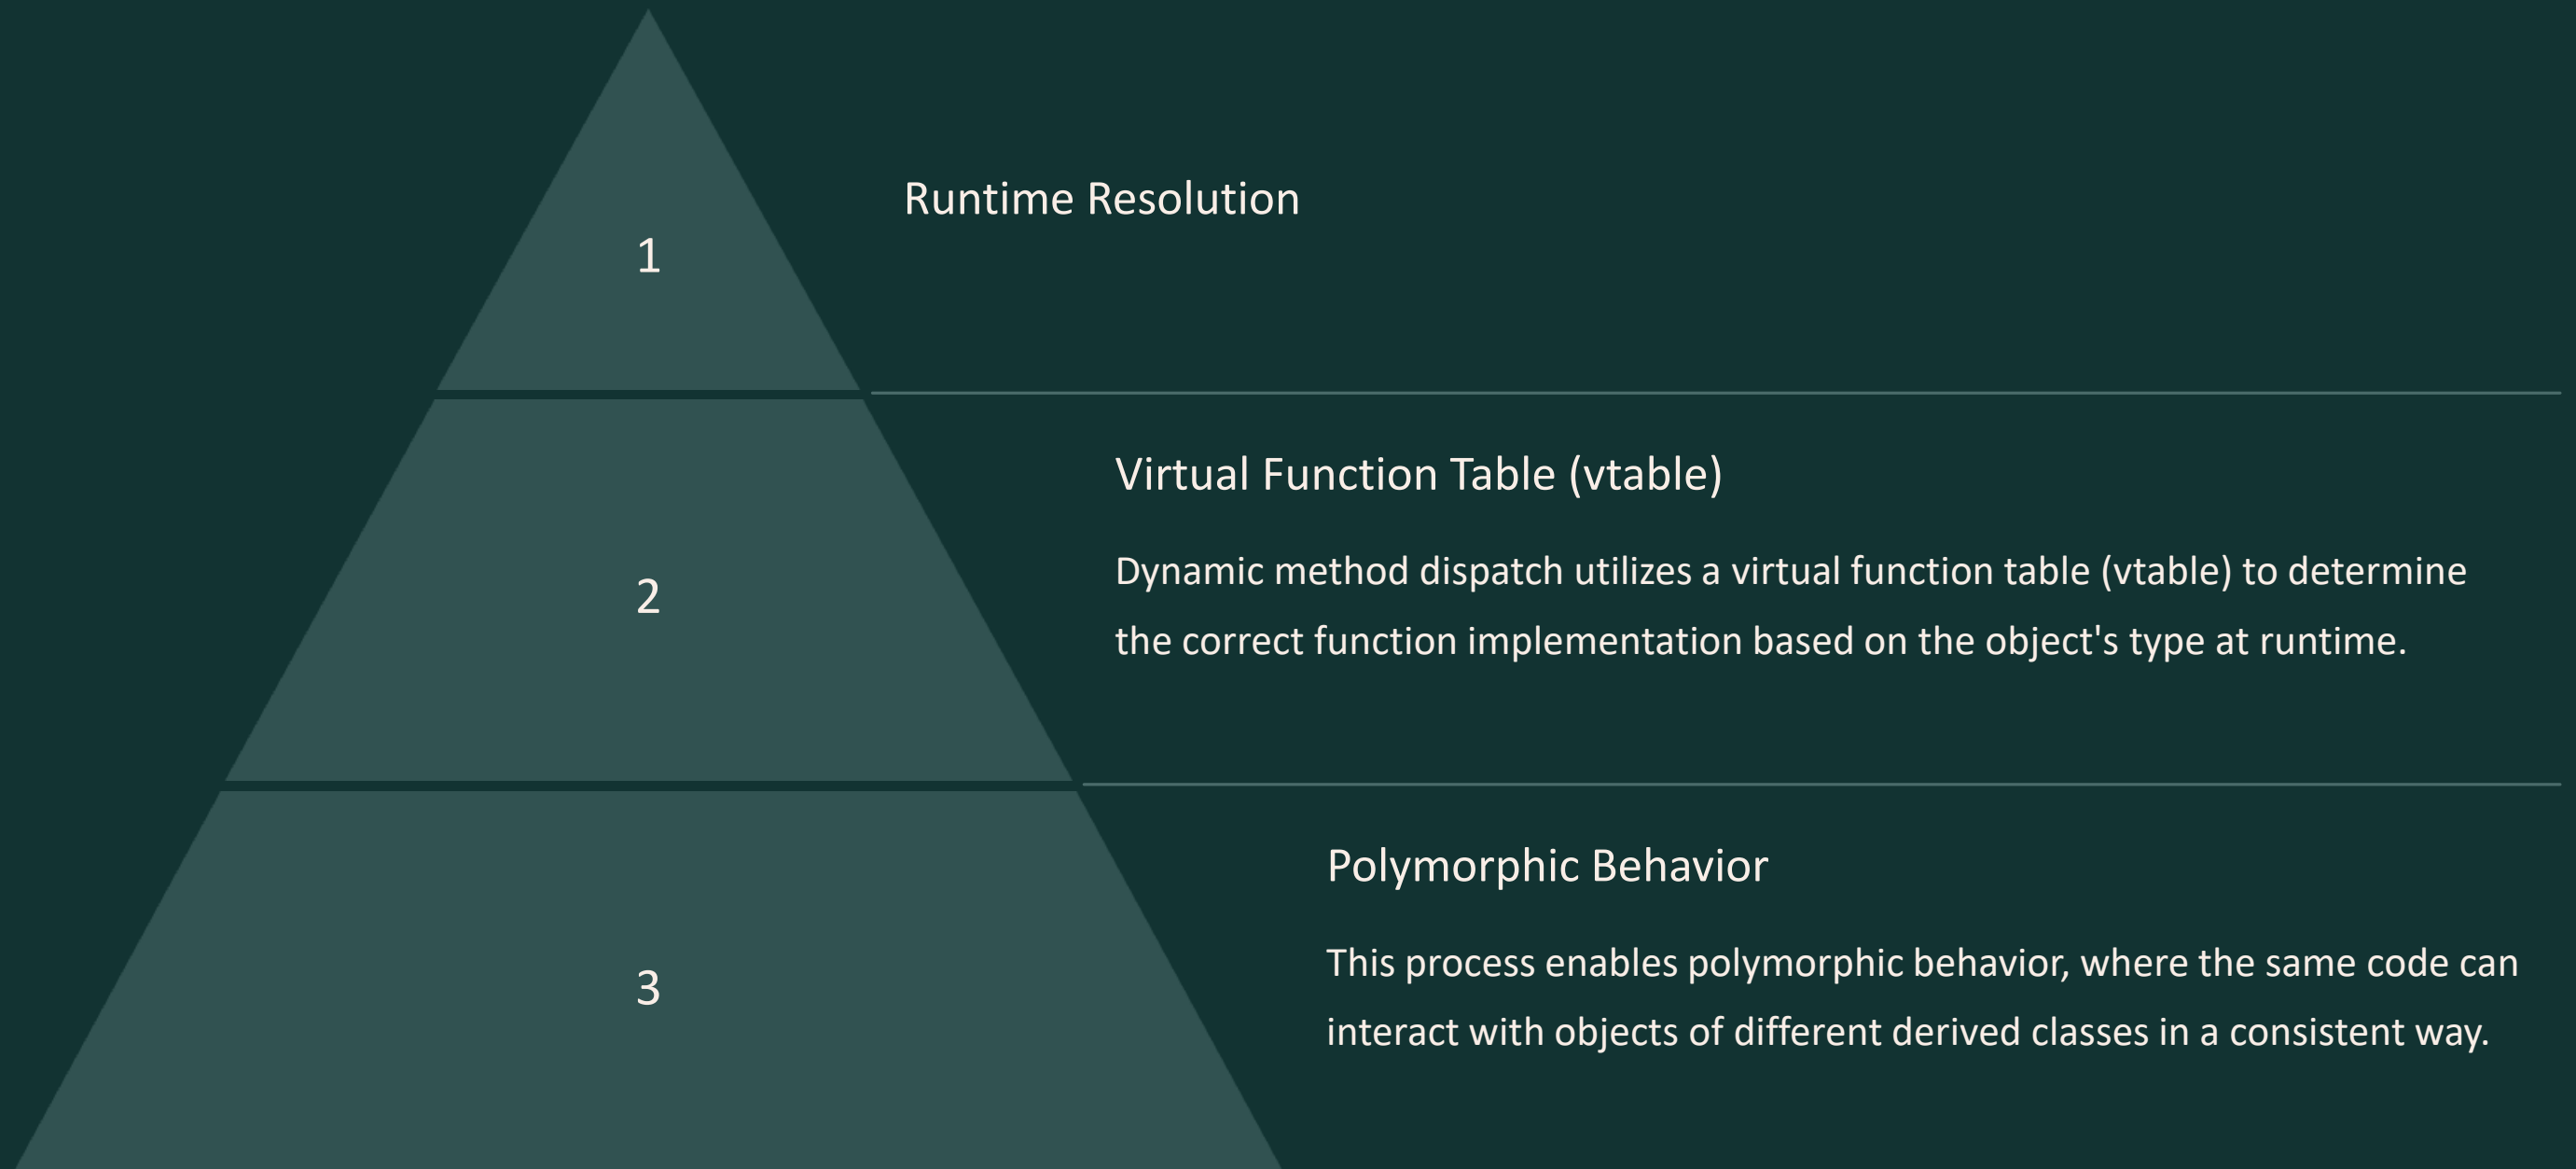 1
Runtime Resolution
2
Virtual Function Table (vtable)
Dynamic method dispatch utilizes a virtual function table (vtable) to determine
the correct function implementation based on the object's type at runtime.
3
Polymorphic Behavior
This process enables polymorphic behavior, where the same code can
interact with objects of different derived classes in a consistent way.